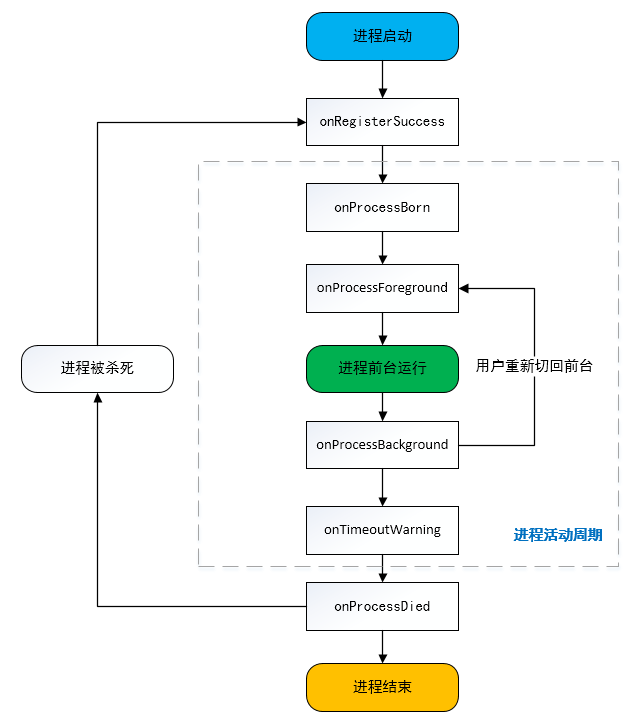 进程启动
onRegisterSuccess
onProcessBorn
onProcessForeground
进程被杀死
进程前台运行
用户重新切回前台
onProcessBackground
onTimeoutWarning
进程活动周期
onProcessDied
进程结束